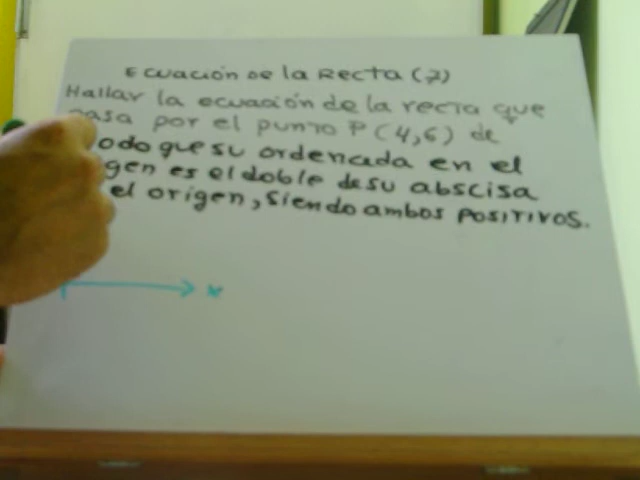 Ecuación de la Recta (7)
Hallar la ecuación de la recta que
pasa por el punto P (4,6) de
odo que su ordenada en el
gen es el doble de su abscisa
el origen, siendo ambos positivos.
x